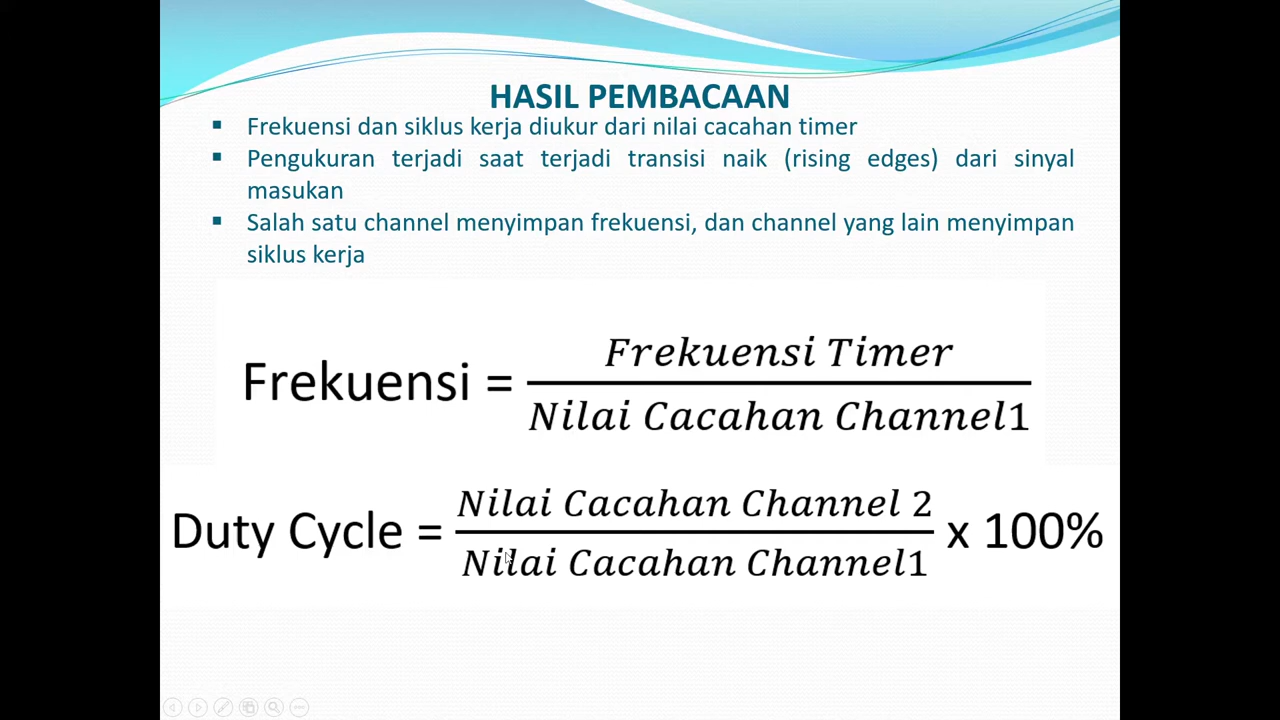 HASIL PEMBACAAN
▪ Frekuensi dan siklus kerja diukur dari nilai cacahan timer
▪ Pengukuran terjadi saat terjadi transisi naik (rising edges) dari sinyal
masukan
▪ Salah satu channel menyimpan frekuensi, dan channel yang lain menyimpan
siklus kerja
Frekuensi Timer
Frekuensi =
Nilai Cacahan Channel1
Nilai Cacahan Channel 2
Duty Cycle = x 100%
Nilai Cacahan Channel1